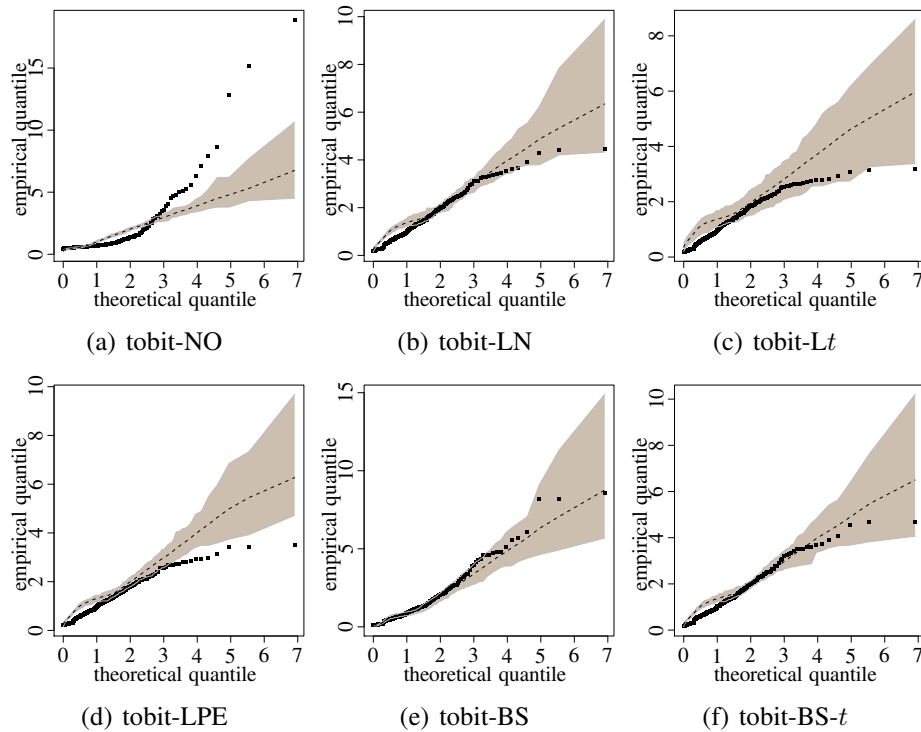 empirical quantile
0 5 10 15
0 1 2 3 4 5 6 7
theoretical quantile
(a) tobit-NO
empirical quantile
0 2 4 6 8 10
0 1 2 3 4 5 6 7
theoretical quantile
(b) tobit-LN
empirical quantile
0 2 4 6 8
0 1 2 3 4 5 6 7
theoretical quantile
(c) tobit-Lt
empirical quantile
0 2 4 6 8 10
0 1 2 3 4 5 6 7
theoretical quantile
(d) tobit-LPE
empirical quantile
0 5 10 15
0 1 2 3 4 5 6 7
theoretical quantile
(e) tobit-BS
empirical quantile
0 2 4 6 8 10
0 1 2 3 4 5 6 7
theoretical quantile
(f) tobit-BS-t